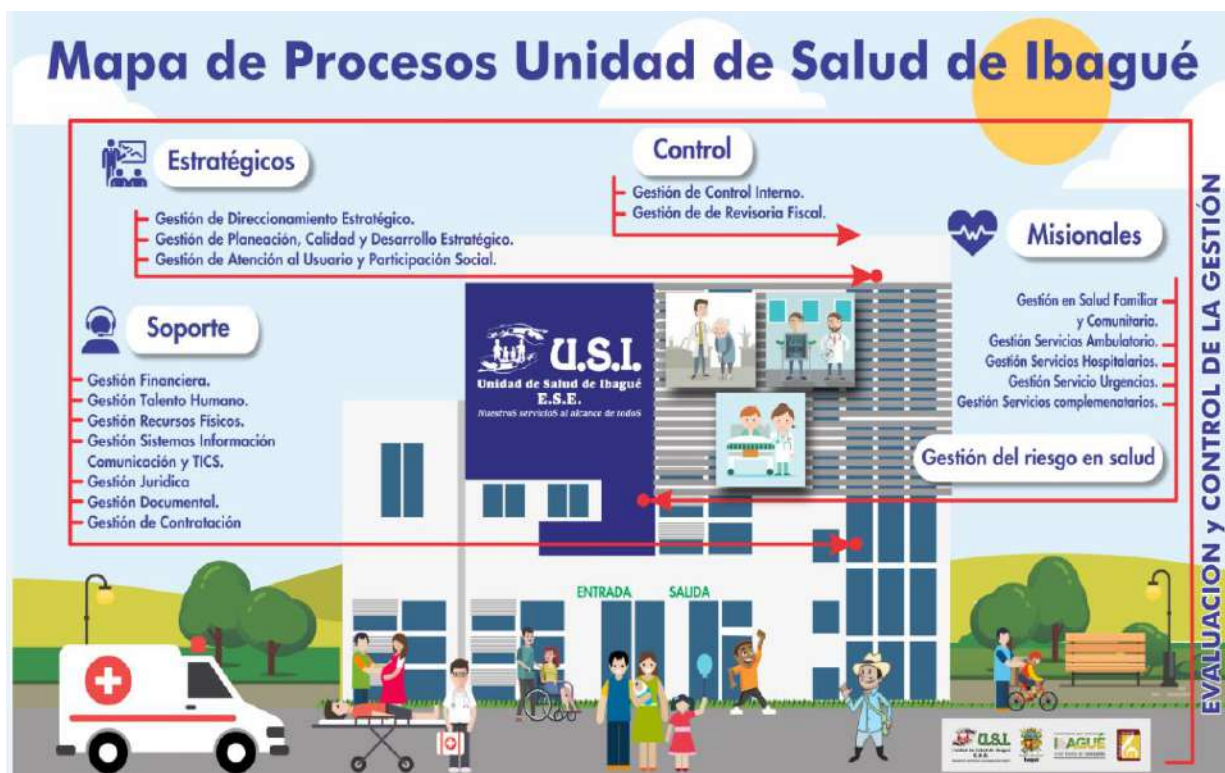 Mapa de Procesos Unidad de Salud de Ibagué
Estratégicos
Gestión de Direccionamiento Estratégico.
Gestión de Planeación, Calidad y Desarrollo Estratégico.
Gestión de Atención al Usuario y Participación Social.
Control
Gestión de Control Interno.
Gestión de de Revisoria Fiscal.
Misionales
Gestión en Salud Familiar
y Comunitaria.
Gestión Servicios Ambulatorio.
Gestión Servicios Hospitalarios.
Gestión Servicio Urgencias.
Gestión Servicios complemenatarios.
Gestión del riesgo en salud
Soporte
Gestión Financiera.
Gestión Talento Humano.
Gestión Recursos Físicos.
Gestión Sistemas Información
Comunicación y TICS.
Gestión Juridica
Gestión Documental.
Gestión de Contratación
U.S.I.
Unidad de Salud de Ibagué
E.S.E.
NuestroS servicioS al alcance de todoS
ENTRADA SALIDA
EVALUACION y CONTROL DE LA GESTIÓN
U.S.I.
E.S.E.
IBAGUÉ